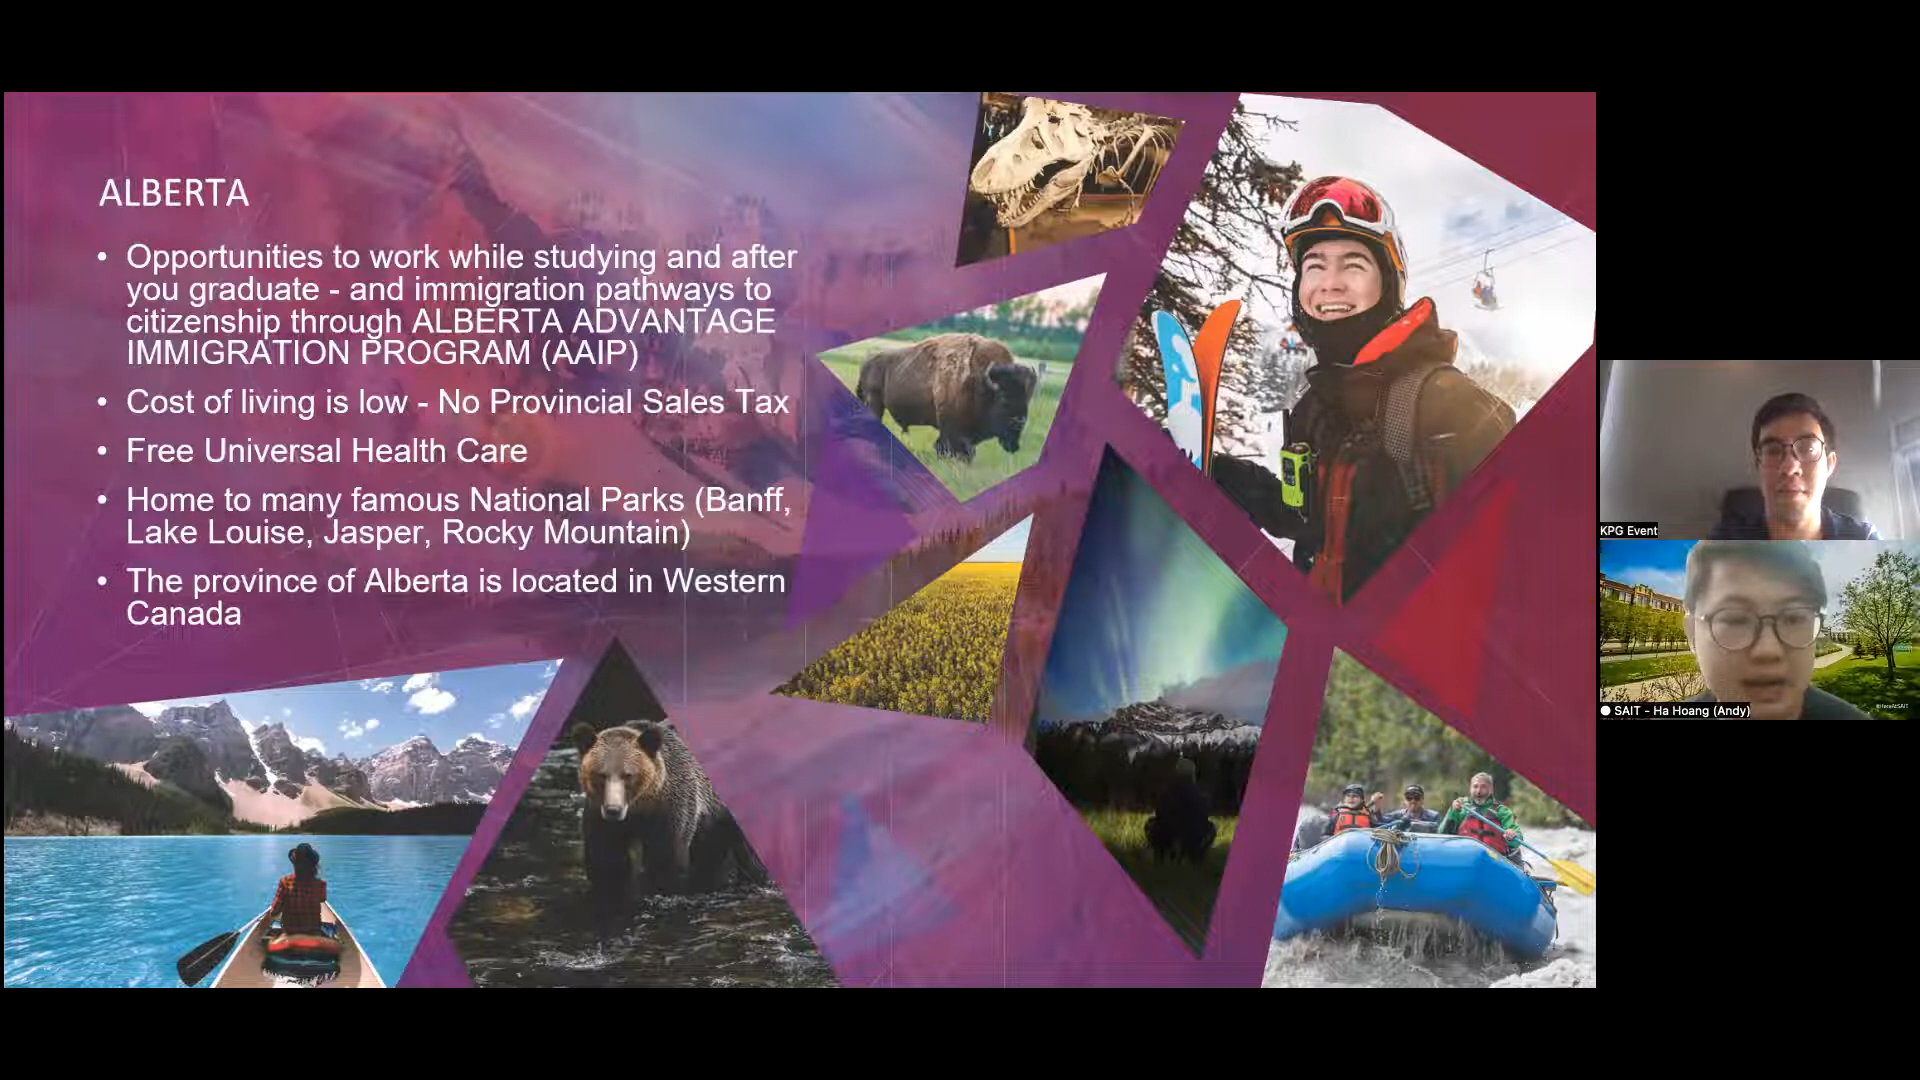 ALBERTA
• Opportunities to work while studying and after
you graduate - and immigration pathways to
citizenship through ALBERTA ADVANTAGE
IMMIGRATION PROGRAM (AAIP)
• Cost of living is low - No Provincial Sales Tax
• Free Universal Health Care
• Home to many famous National Parks (Banff,
Lake Louise, Jasper, Rocky Mountain)
• The province of Alberta is located in Western
Canada
KPG Event
SAIT - Ha Hoang (Andy)
#HereAtSAIT